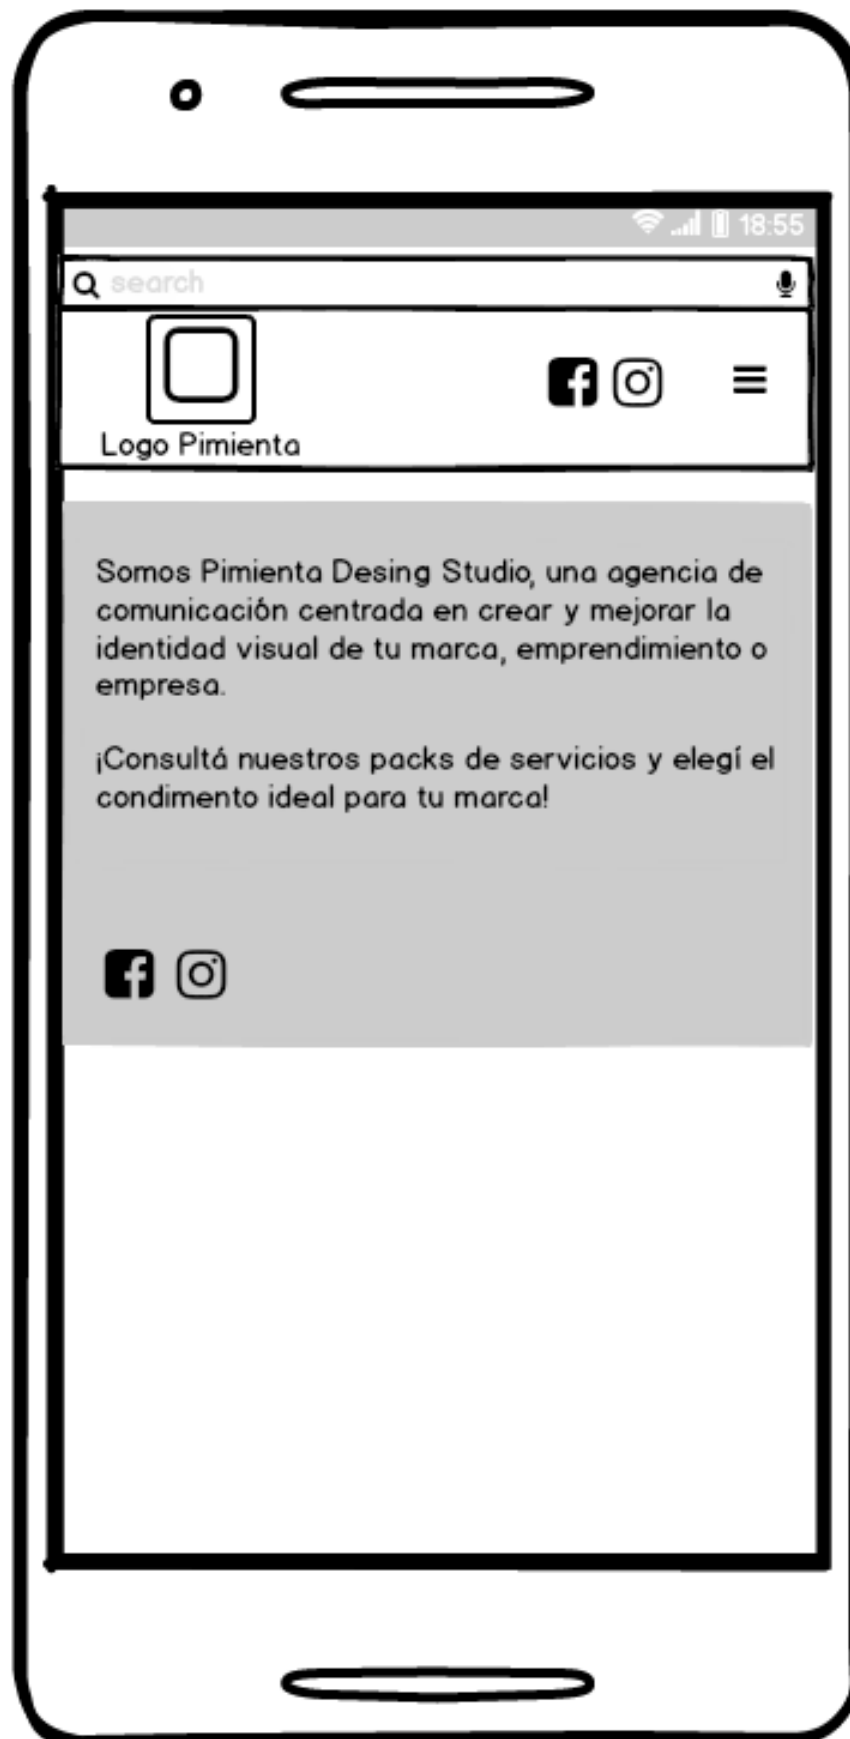 18:55
search
Logo Pimienta
Somos Pimienta Desing Studio, una agencia de
comunicación centrada en crear y mejorar la
identidad visual de tu marca, emprendimiento o
empresa.
¡Consultá nuestros packs de servicios y elegí el
condimento ideal para tu marca!